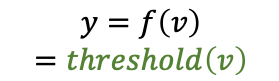 y = f(v)
= threshold(v)